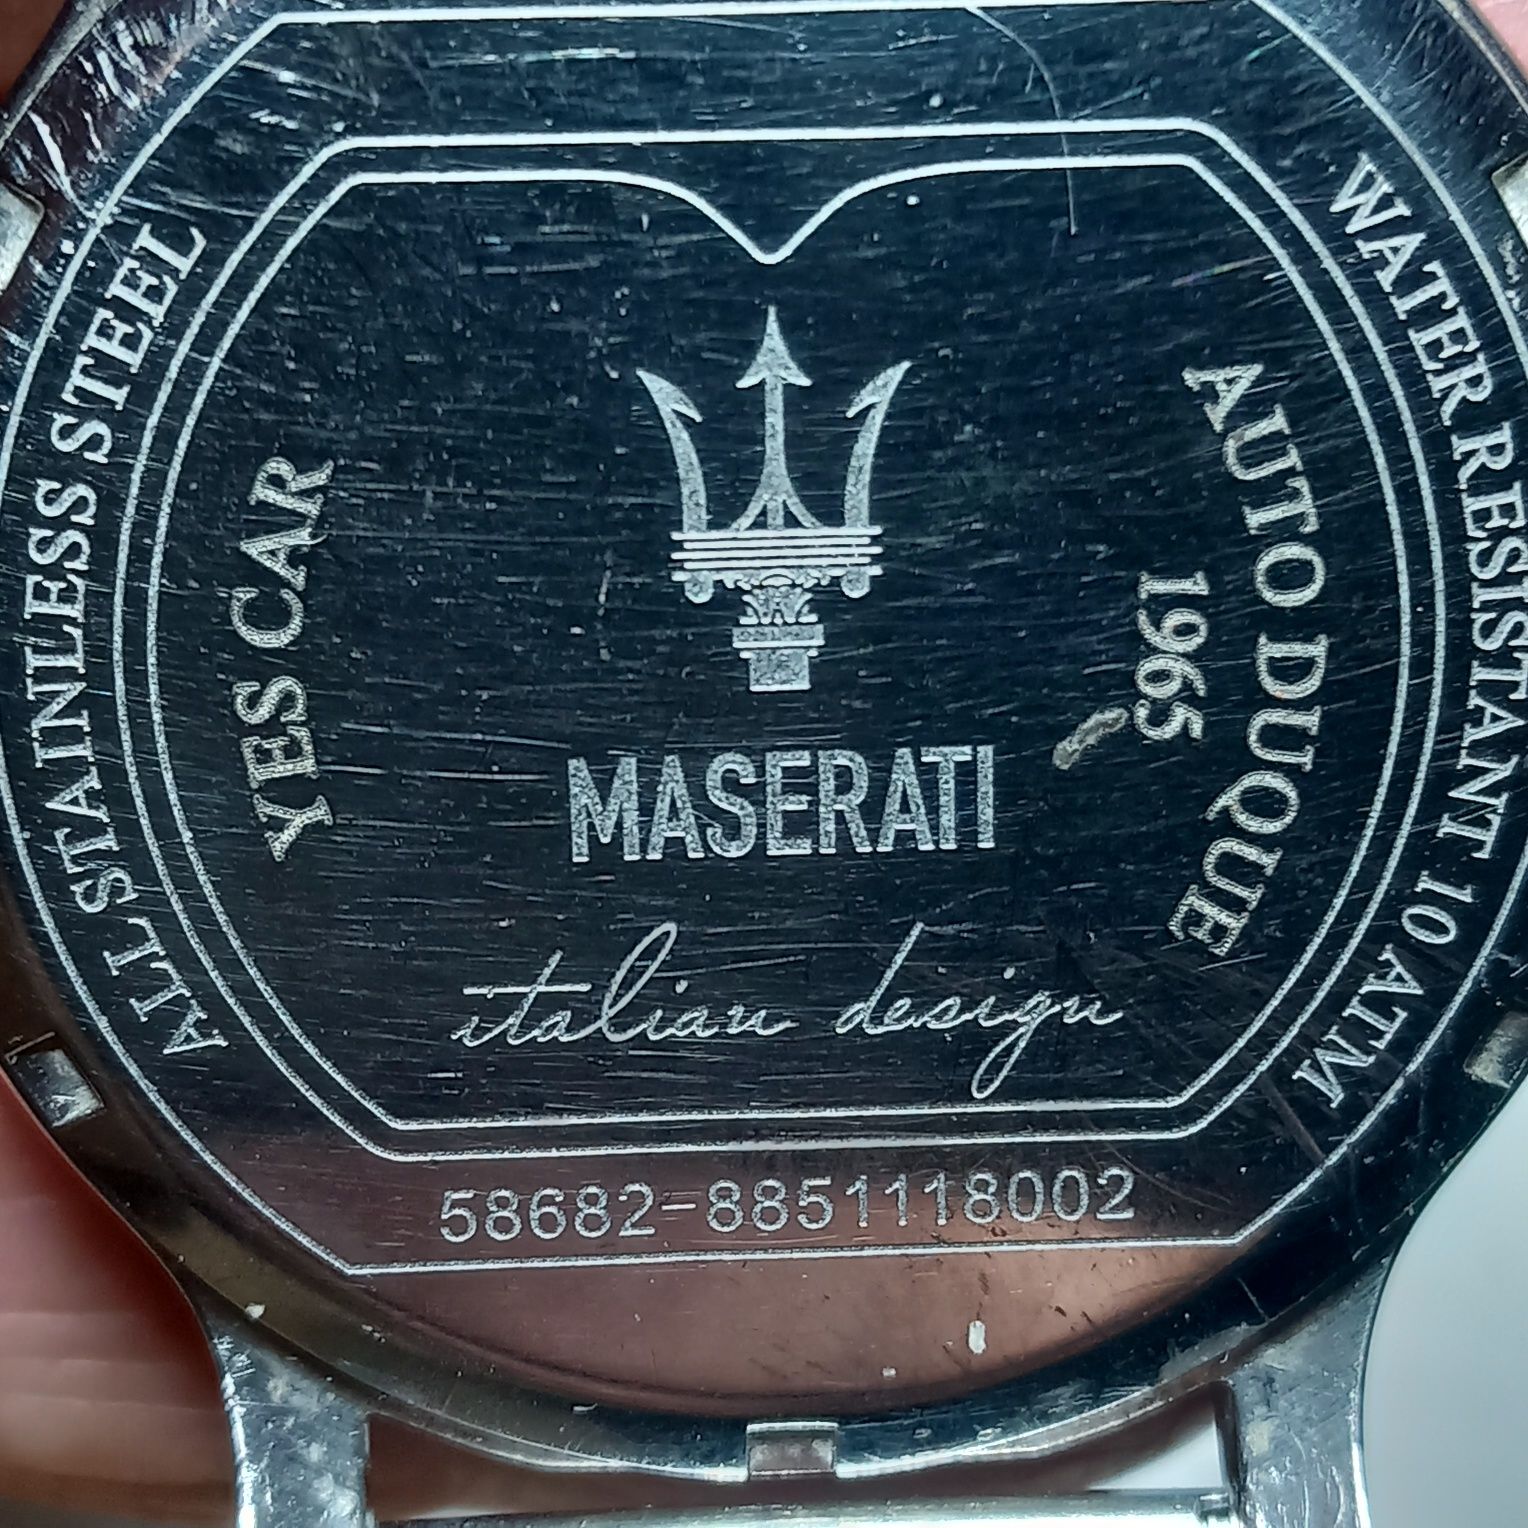 ALL STAINLESS STEEL
WATER RESISTANT 10 ATM
YES CAR
AUTO DUQUE
1965
MASERATI
italian design
58682-8851118002